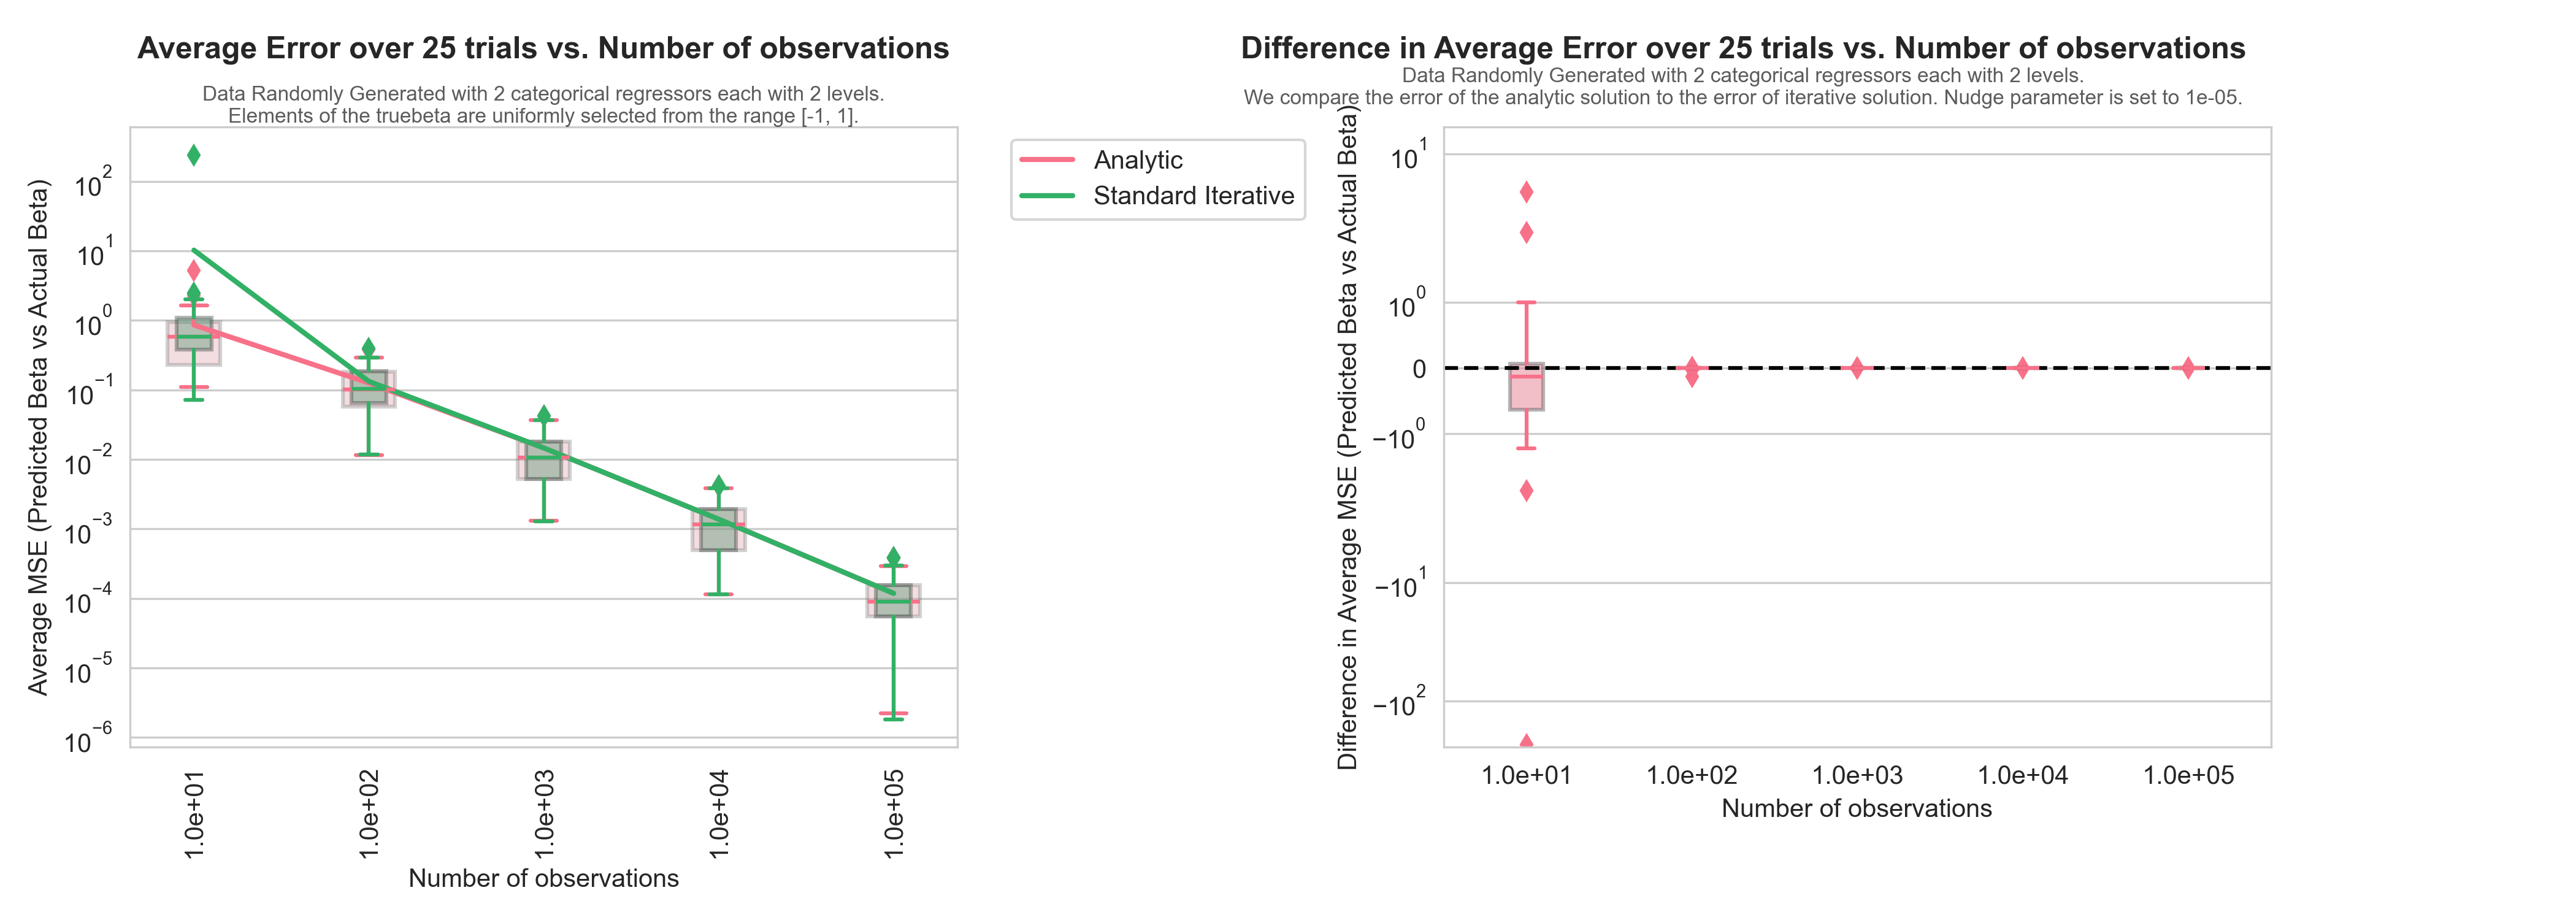 Average Error over 25 trials vs. Number of observations
Data Randomly Generated with 2 categorical regressors each with 2 levels.
Elements of the truebeta are uniformly selected from the range [-1, 1].
Average MSE (Predicted Beta vs Actual Beta)
10^2
10^1
10^0
10^−1
10^−2
10^−3
10^−4
10^−5
10^−6
1.0e+01
1.0e+02
1.0e+03
1.0e+04
1.0e+05
Number of observations
Analytic
Standard Iterative
Difference in Average Error over 25 trials vs. Number of observations
Data Randomly Generated with 2 categorical regressors each with 2 levels.
We compare the error of the analytic solution to the error of iterative solution. Nudge parameter is set to 1e-05.
Difference in Average MSE (Predicted Beta vs Actual Beta)
10^1
10^0
0
−10^0
−10^1
−10^2
1.0e+01 1.0e+02 1.0e+03 1.0e+04 1.0e+05
Number of observations